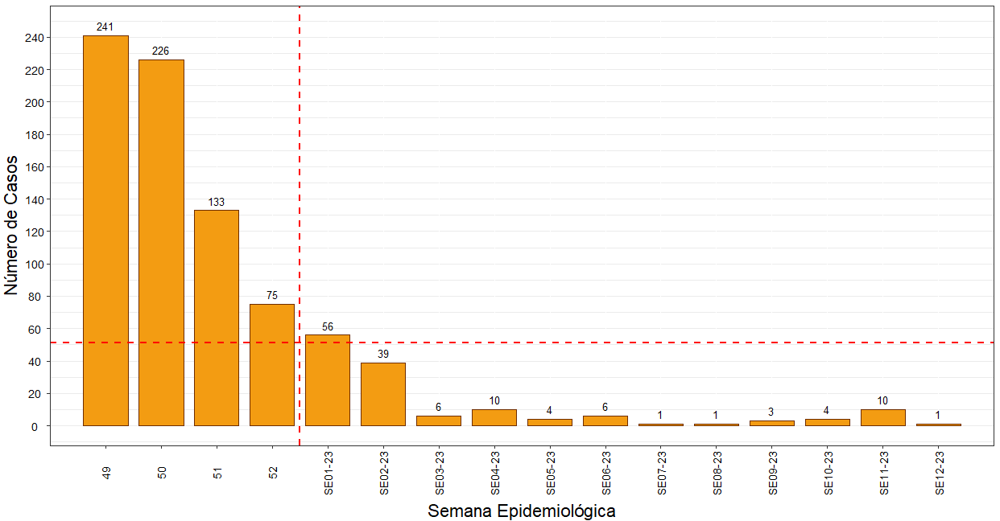 Número de Casos
240
220
200
180
160
140
120
100
80
60
40
20
0
241
226
133
75
56
39
6
10
4
6
1
1
3
4
10
1
49
50
51
52
SE01-23
SE02-23
SE03-23
SE04-23
SE05-23
SE06-23
SE07-23
SE08-23
SE09-23
SE10-23
SE11-23
SE12-23
Semana Epidemiológica